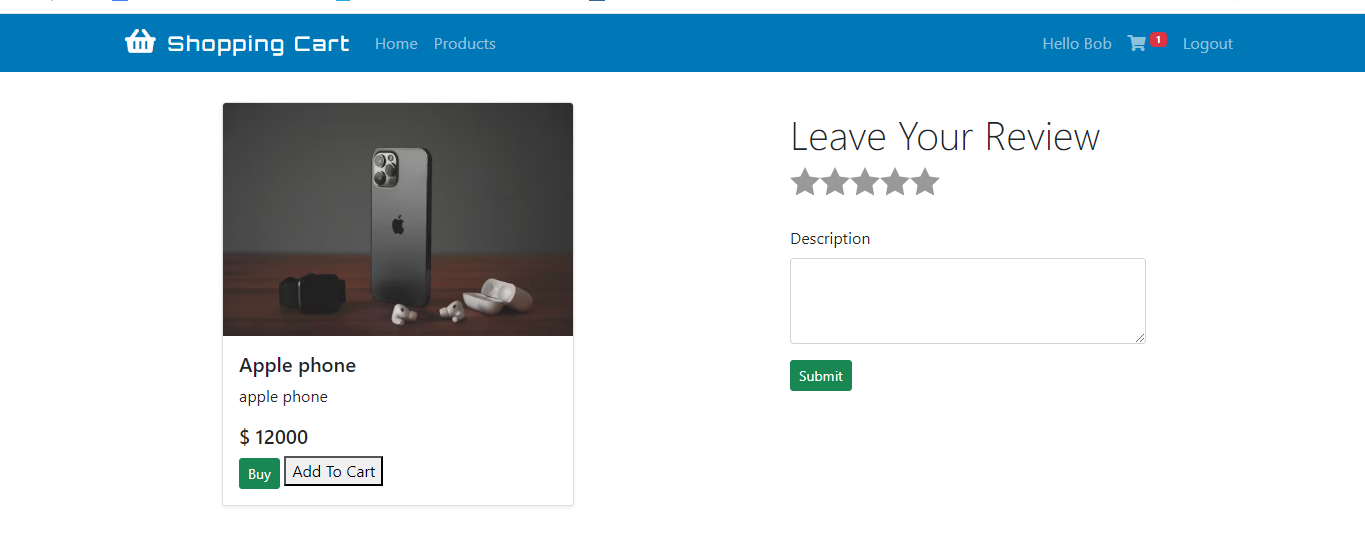 Shopping Cart Home Products Hello Bob 1 Logout
Leave Your Review
Description
Submit
Apple phone
apple phone
$ 12000
Buy Add To Cart